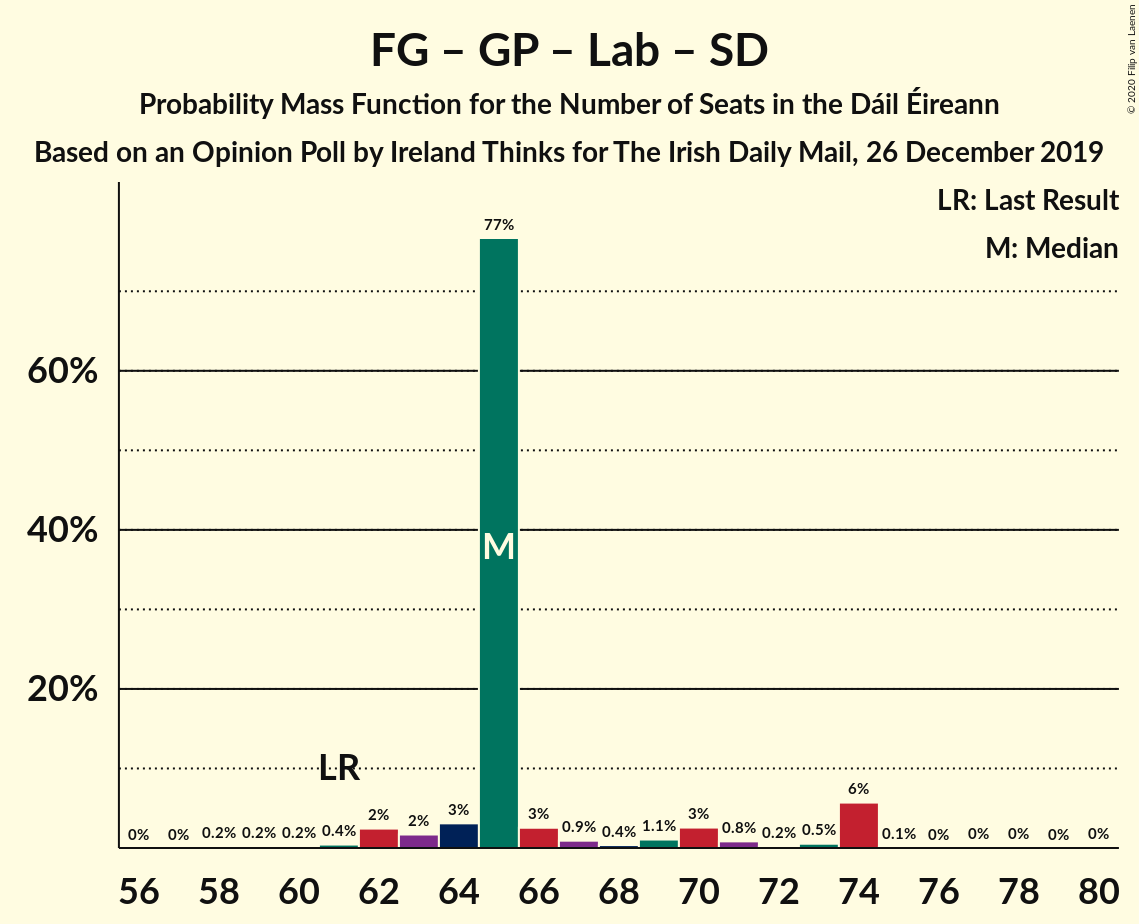 FG – GP – Lab – SD
Probability Mass Function for the Number of Seats in the Dáil Éireann
Based on an Opinion Poll by Ireland Thinks for The Irish Daily Mail, 26 December 2019
© 2020 Filip van Laenen
LR: Last Result
M: Median
60%
40%
20%
77%
M
LR
0% 0% 0.2% 0.2% 0.2% 0.4% 2% 2% 3% 3% 0.9% 0.4% 1.1% 3% 0.8% 0.2% 0.5% 6% 0.1% 0% 0% 0% 0% 0%
56 58 60 62 64 66 68 70 72 74 76 78 80